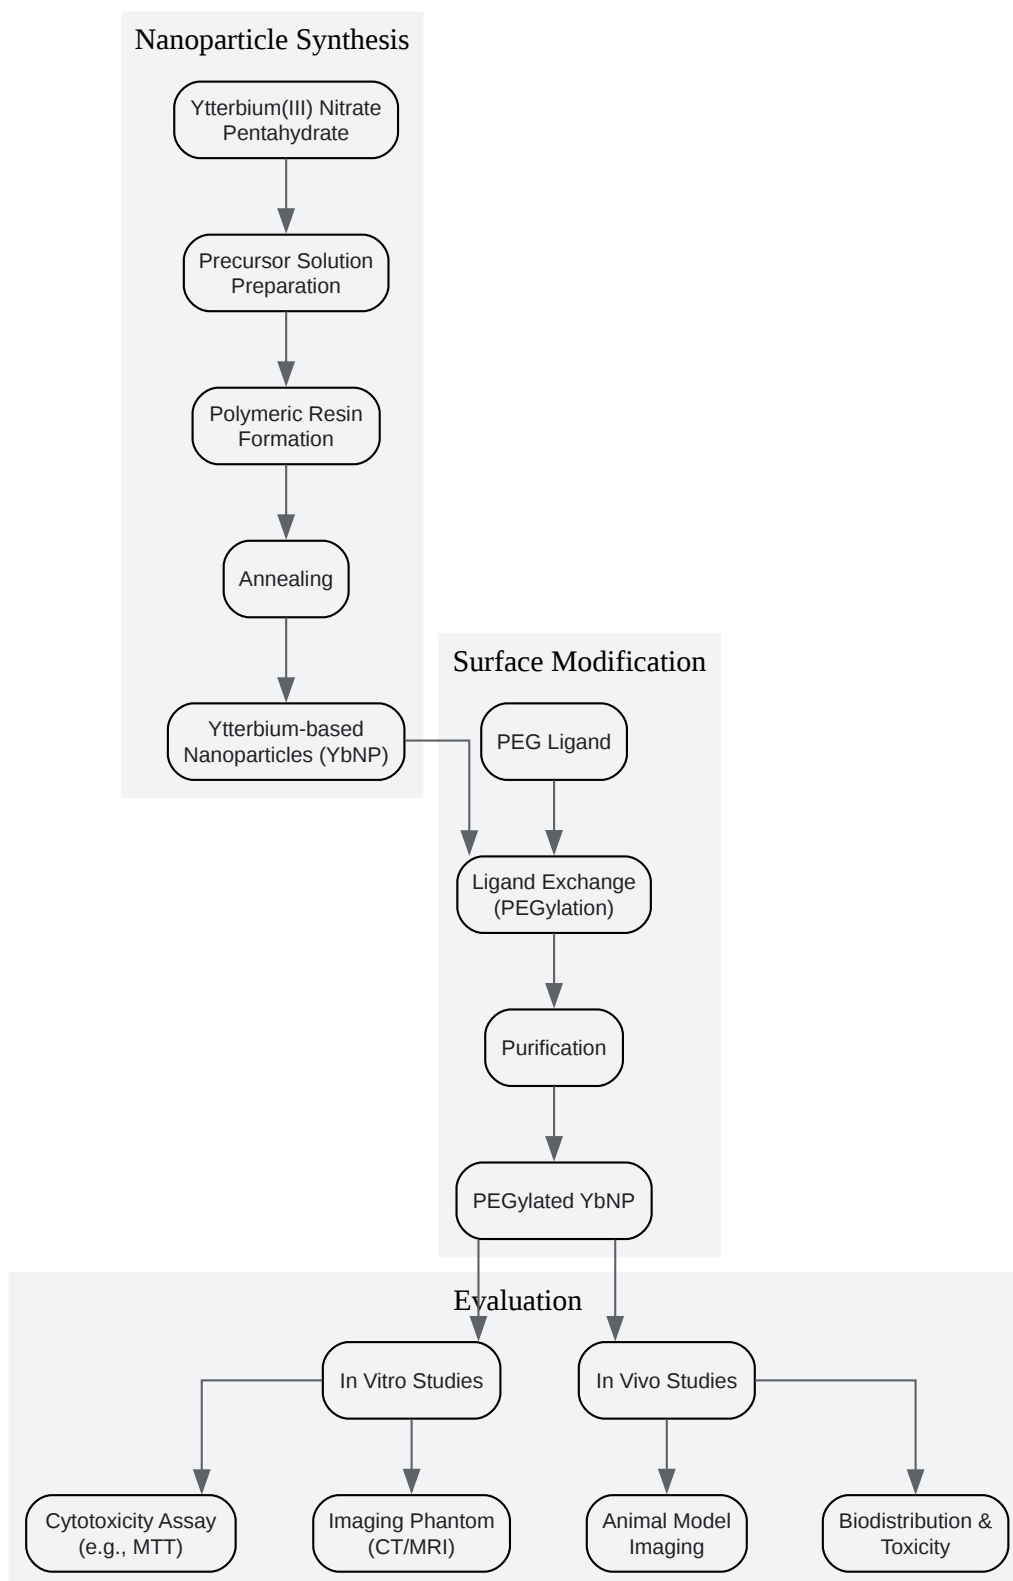 Nanoparticle Synthesis
Ytterbium(III) Nitrate
Pentahydrate
Precursor Solution
Preparation
Polymeric Resin
Formation
Annealing
Ytterbium-based
Nanoparticles (YbNP)
Surface Modification
PEG Ligand
Ligand Exchange
(PEGylation)
Purification
PEGylated YbNP
Evaluation
In Vitro Studies
In Vivo Studies
Cytotoxicity Assay
(e.g., MTT)
Imaging Phantom
(CT/MRI)
Animal Model
Imaging
Biodistribution &
Toxicity